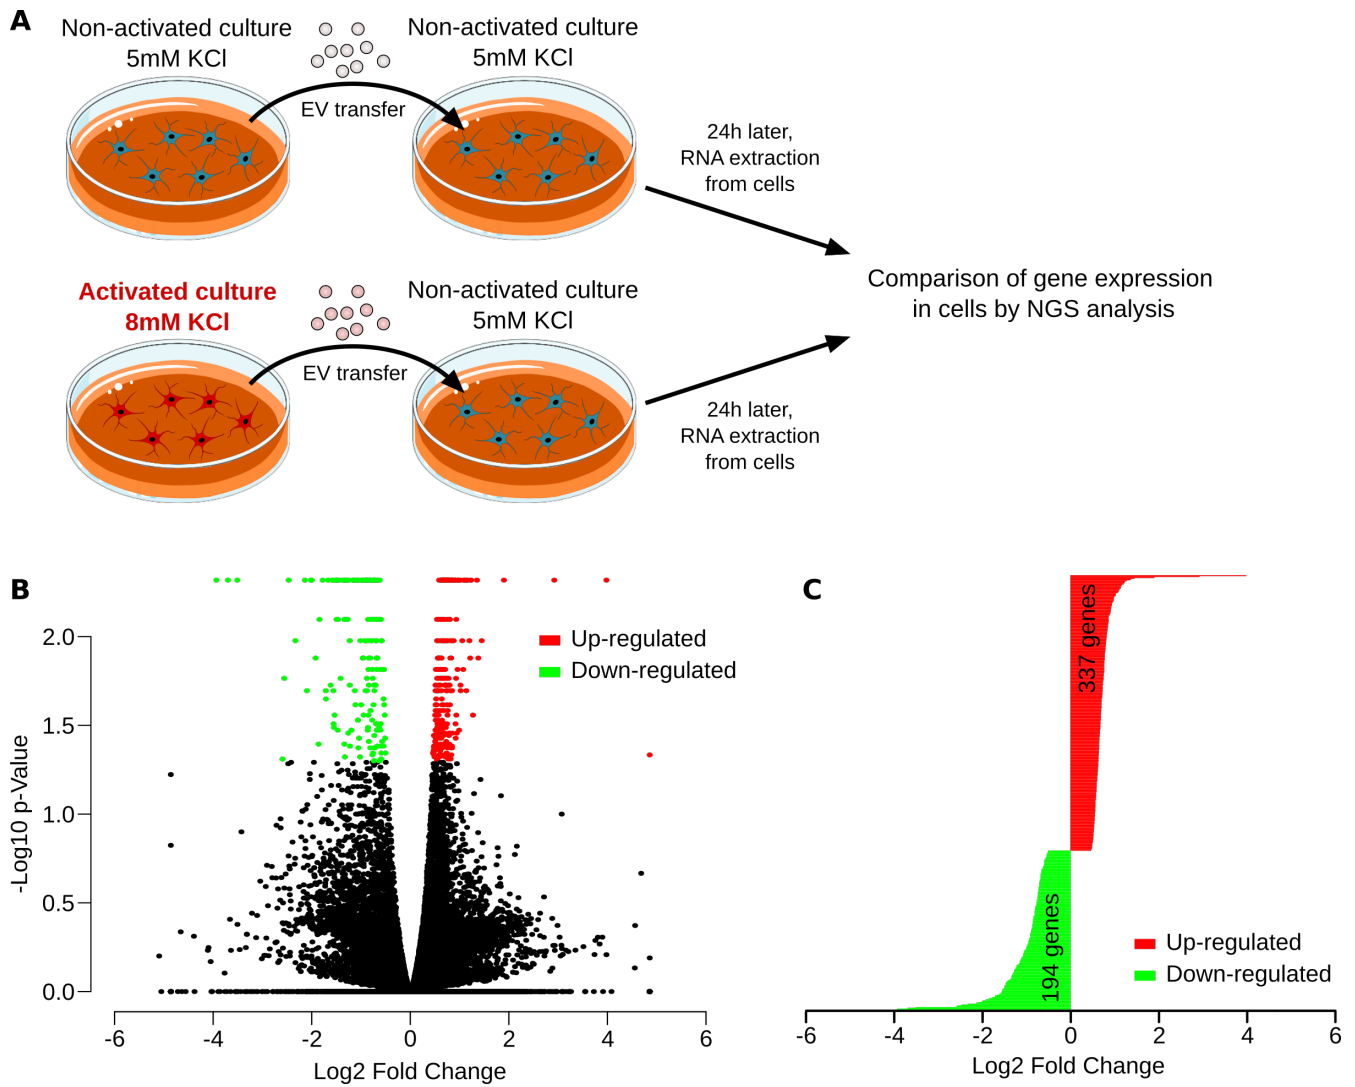 A
Non-activated culture
5mM KCl
Non-activated culture
5mM KCl
EV transfer
24h later,
RNA extraction
from cells
Activated culture
8mM KCl
Non-activated culture
5mM KCl
EV transfer
24h later,
RNA extraction
from cells
Comparison of gene expression
in cells by NGS analysis
B
Up-regulated
Down-regulated
-Log10 p-Value
2.0
1.5
1.0
0.5
0.0
-6 -4 -2 0 2 4 6
Log2 Fold Change
C
337 genes
194 genes
Up-regulated
Down-regulated
-6 -4 -2 0 2 4 6
Log2 Fold Change